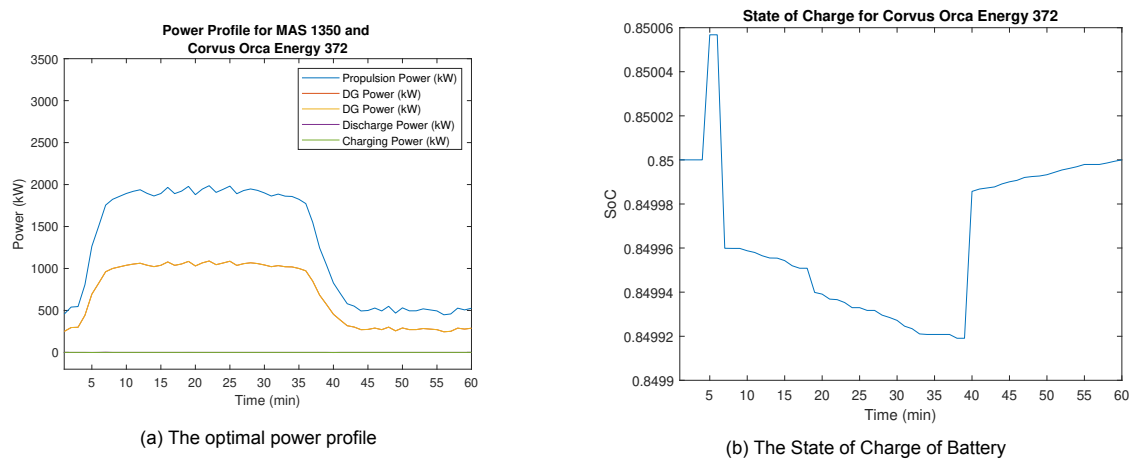 Power Profile for MAS 1350 and
Corvus Orca Energy 372
3500
3000
2500
2000
1500
1000
500
0
Power (kW)
Propulsion Power (kW)
DG Power (kW)
DG Power (kW)
Discharge Power (kW)
Charging Power (kW)
5 10 15 20 25 30 35 40 45 50 55 60
Time (min)
(a) The optimal power profile
State of Charge for Corvus Orca Energy 372
0.85006
0.85004
0.85002
0.85
0.84998
0.84996
0.84994
0.84992
0.8499
SoC
5 10 15 20 25 30 35 40 45 50 55 60
Time (min)
(b) The State of Charge of Battery